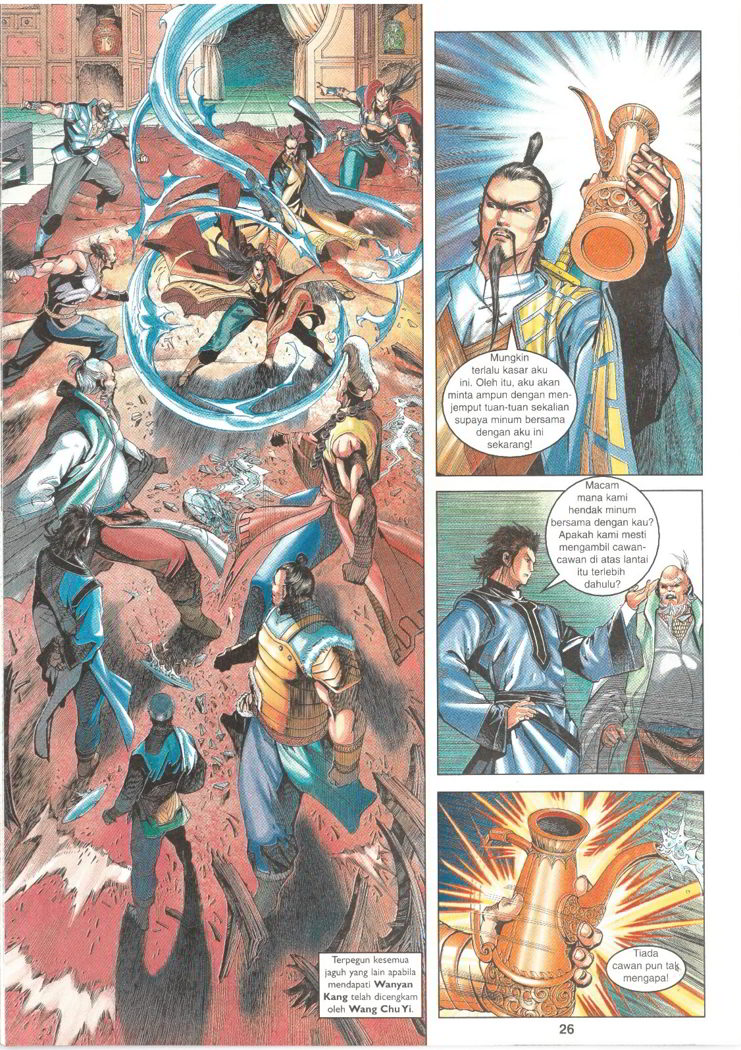 Terpegun kesemua
jaguh yang lain apabila
mendapati Wanyan
Kang telah dicengkam
oleh Wang Chu Yi.
Mungkin
terlalu kasar aku
ini. Oleh itu, aku akan
minta ampun dengan men-
jemput tuan-tuan sekalian
supaya minum bersama
dengan aku ini
sekarang!
Macam
mana kami
hendak minum
bersama dengan kau?
Apakah kami mesti
mengambil cawan-
cawan di atas lantai
itu terlebih
dahulu?
Tiada
cawan pun tak
mengapa!
26